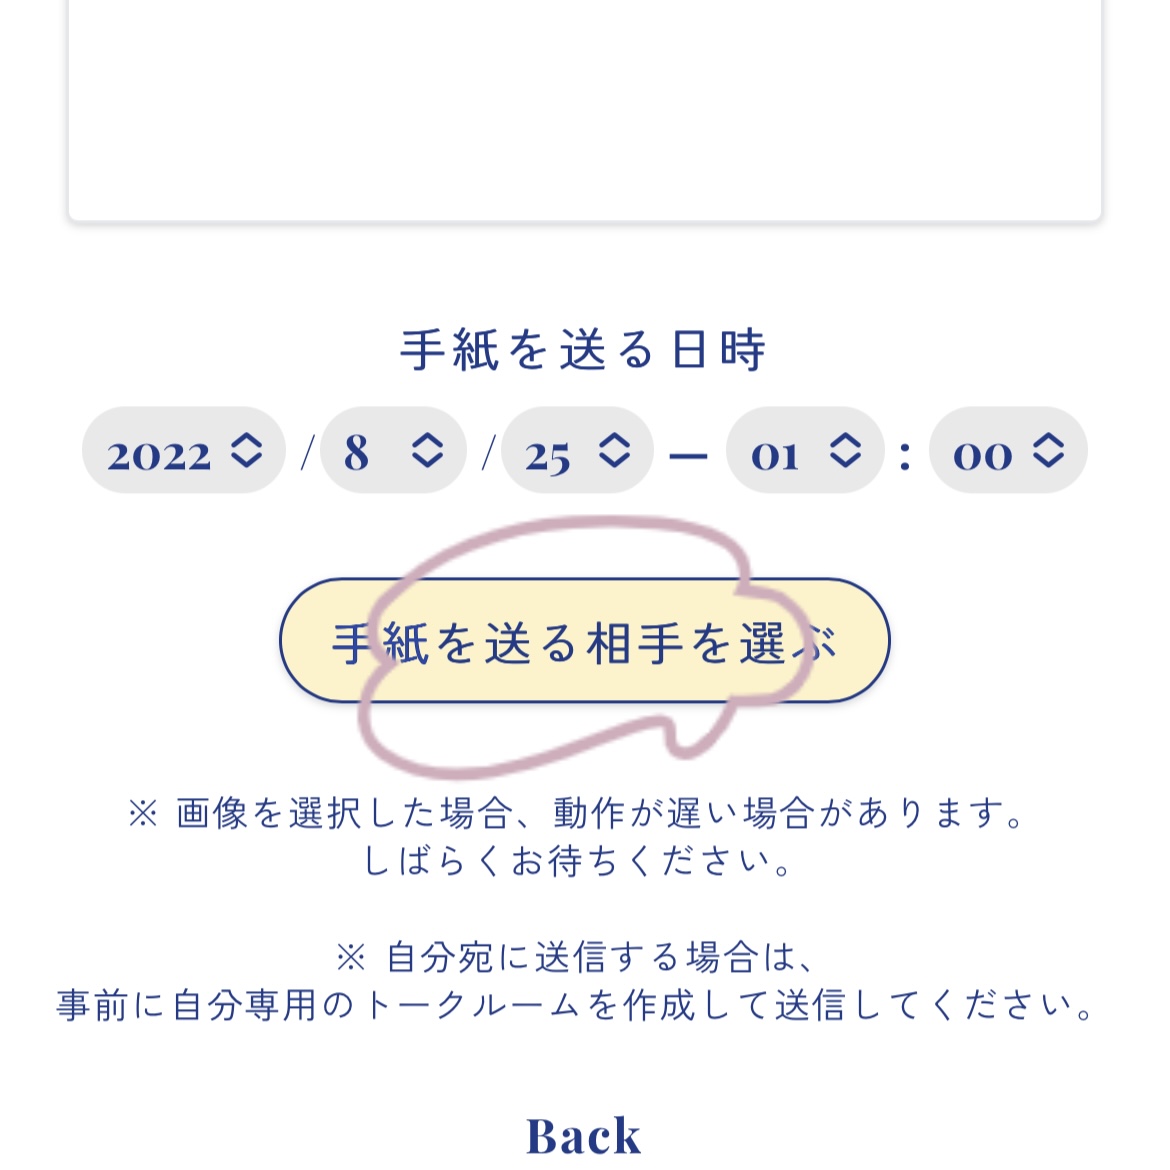 手紙を送る日時
2022 / 8 / 25 — 01 : 00
手紙を送る相手を選ぶ
※ 画像を選択した場合、動作が遅い場合があります。
しばらくお待ちください。
※ 自分宛に送信する場合は、
事前に自分専用のトークルームを作成して送信してください。
Back